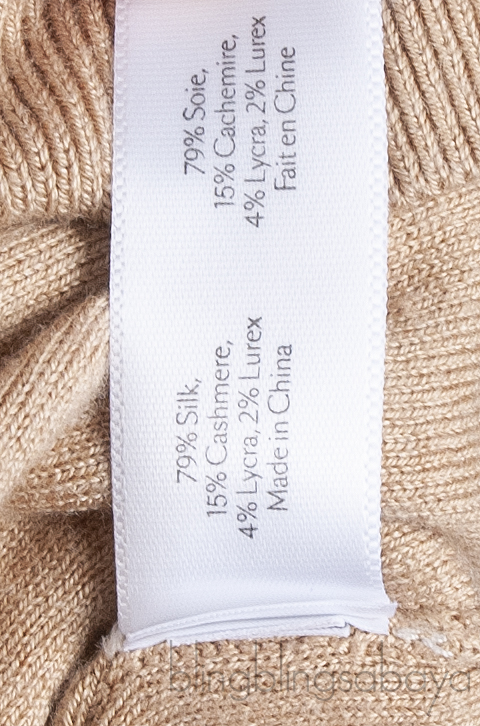 79% Soie,
15% Cachemire,
4% Lycra, 2% Lurex
Fait en Chine
79% Silk,
15% Cashmere,
4% Lycra, 2% Lurex
Made in China
blingblingsabaya